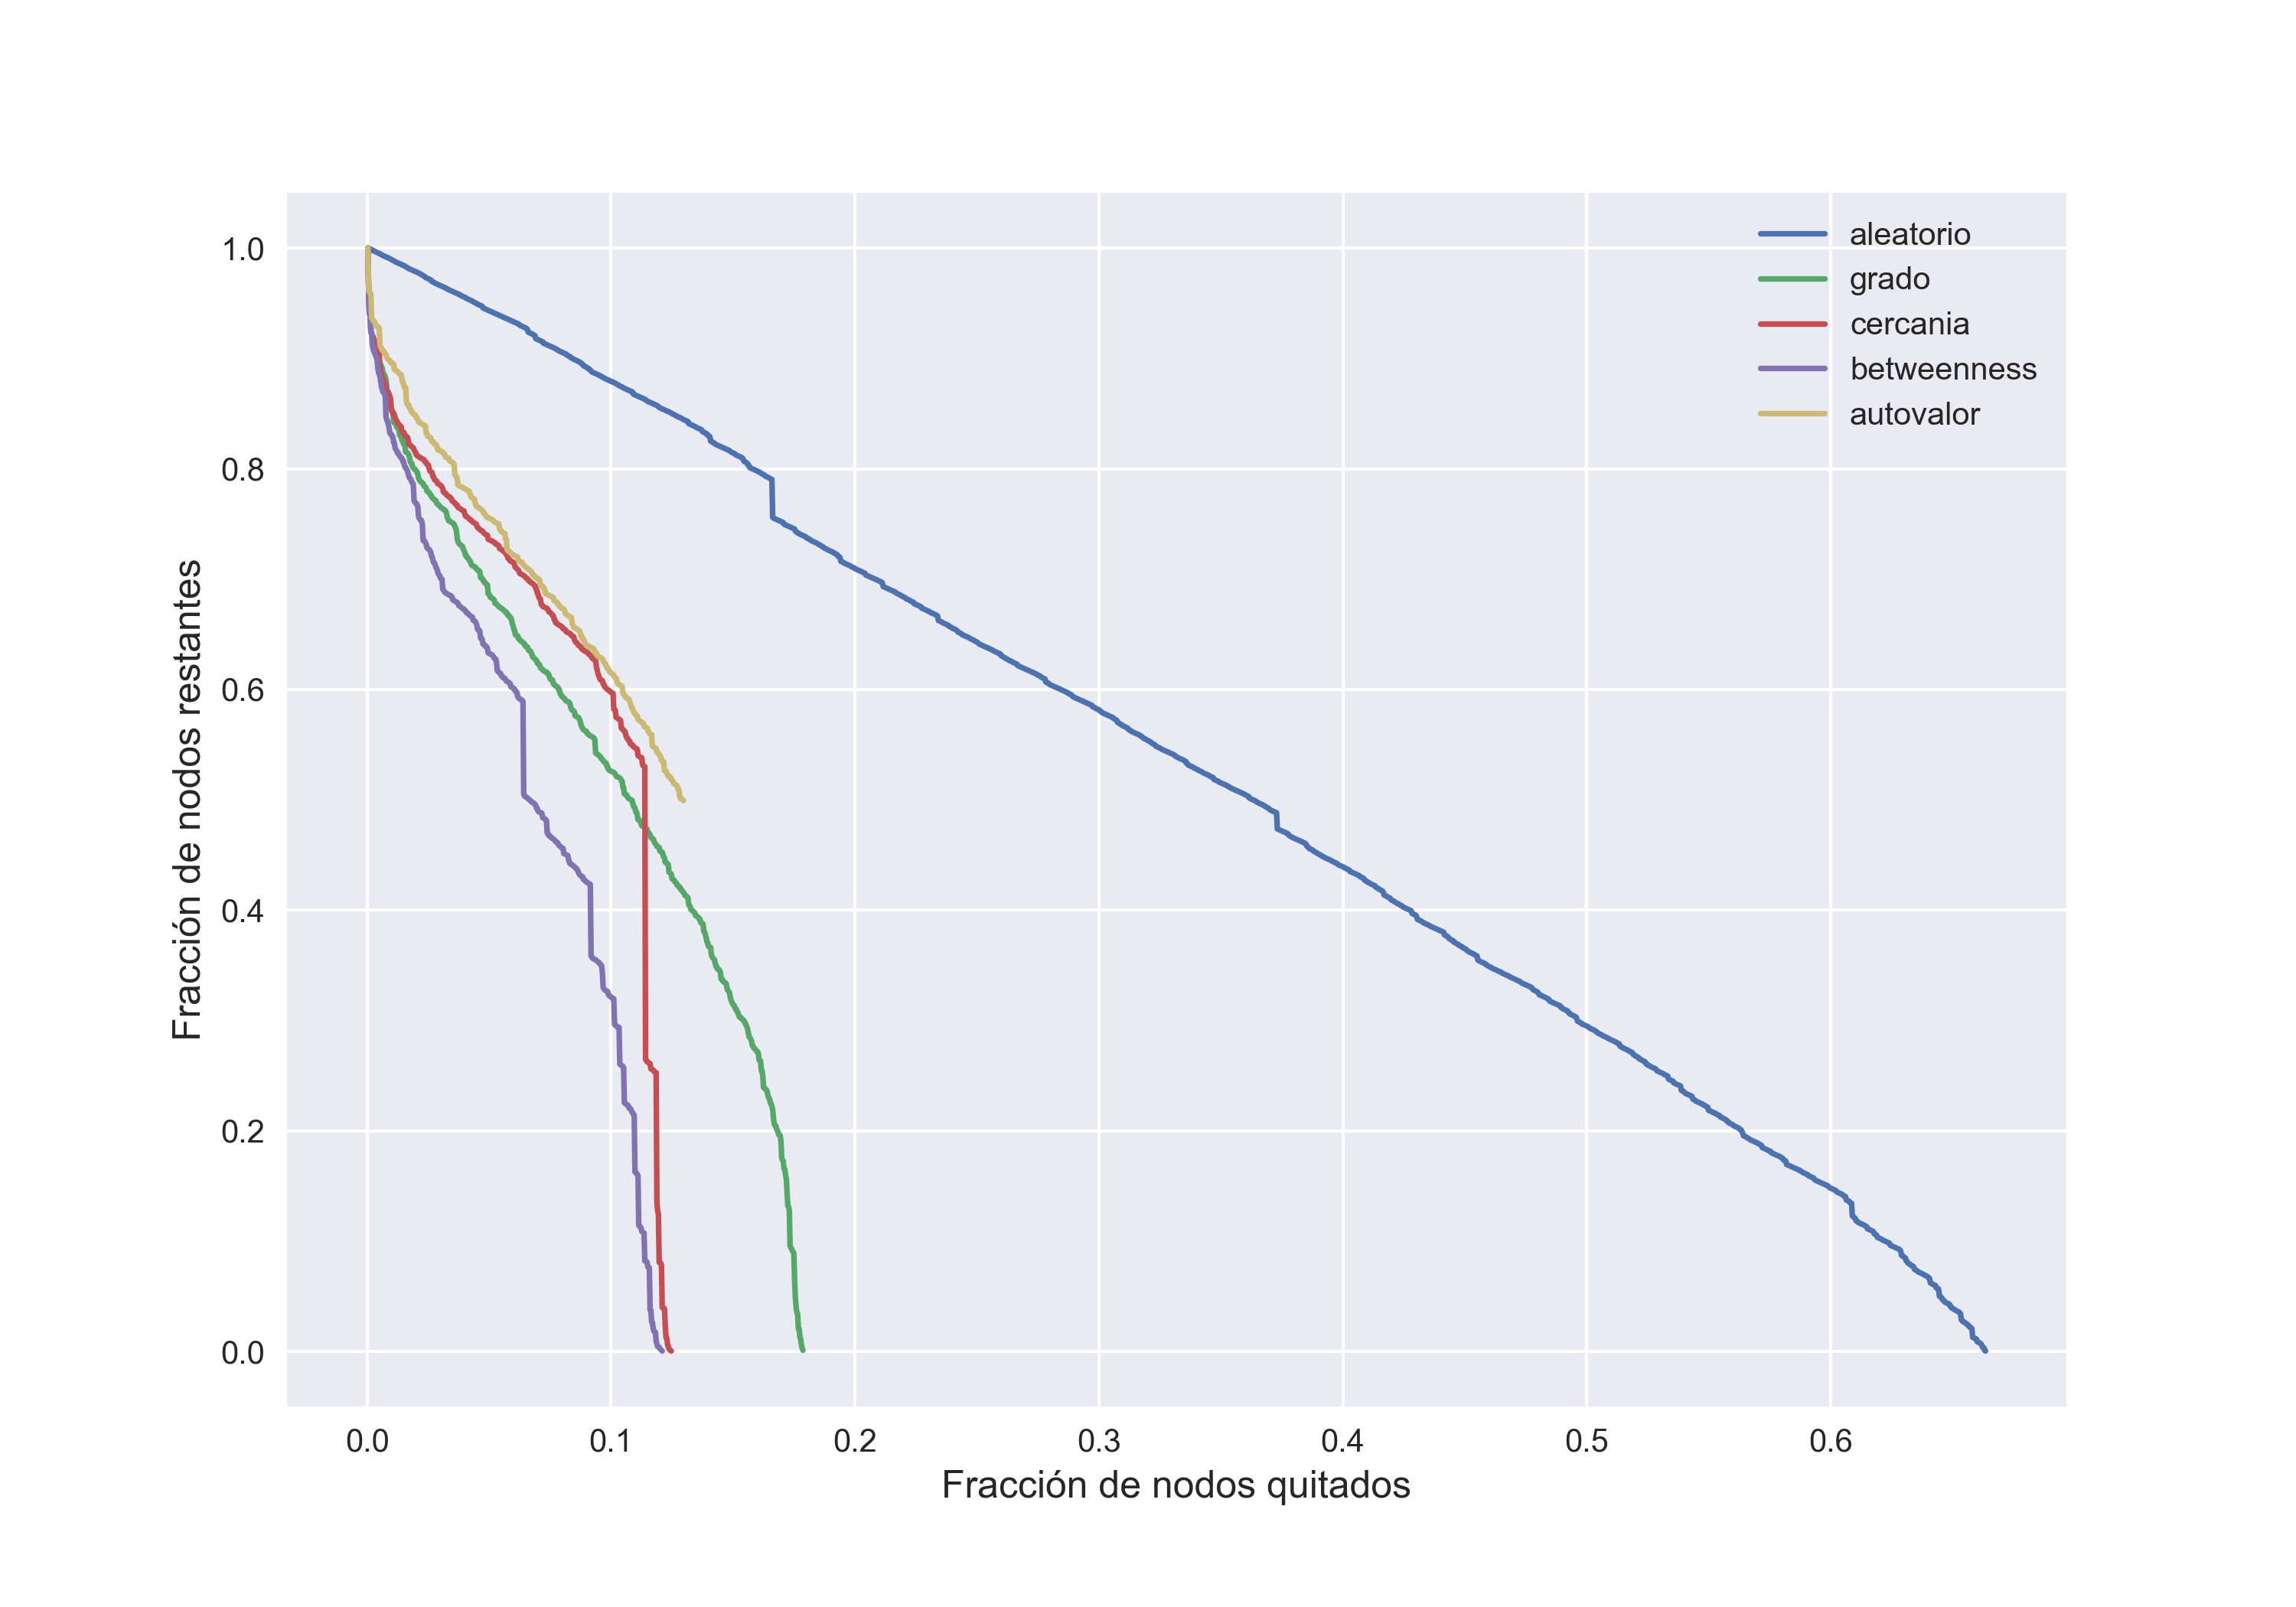 1.0
0.8
0.6
0.4
0.2
0.0
Fracción de nodos restantes
aleatorio
grado
cercania
betweenness
autovalor
0.0 0.1 0.2 0.3 0.4 0.5 0.6
Fracción de nodos quitados